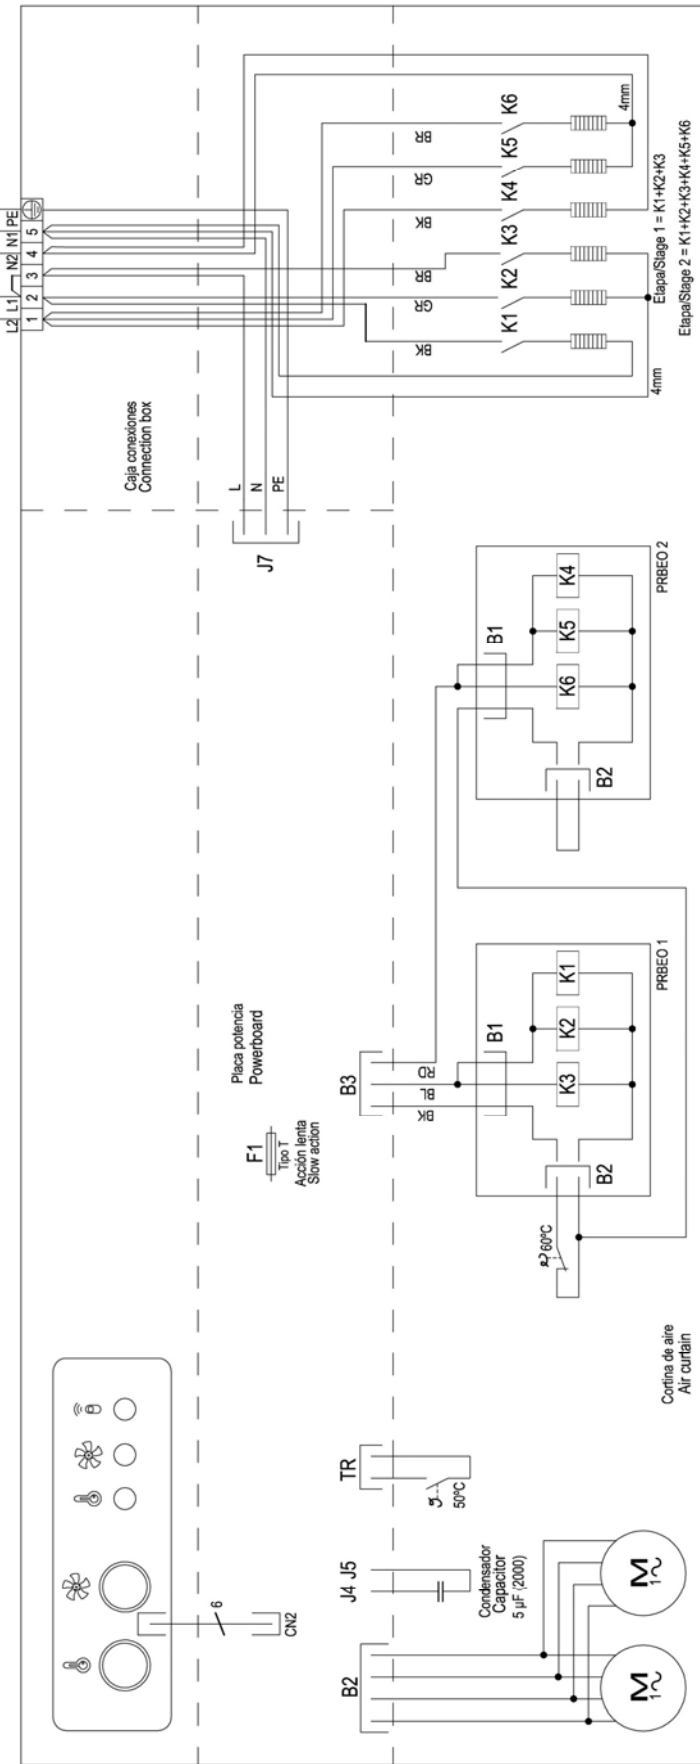 L2 L1 N2 N1 PE
1 2 3 4 5
Caja conexiones
Connection box
L
N
PE
J7
BK
GR
BR
BK
GR
BR
K1
K2
K3
K4
K5
K6
4mm
4mm
Etapa/Stage 1 = K1+K2+K3
Etapa/Stage 2 = K1+K2+K3+K4+K5+K6
Placa potencia
Powerboard
F1
Tipo T
Acción lenta
Slow action
B3
BK
BL
RD
B1
K3
K2
K1
B2
PRBEO 1
60ºC
B1
K6
K5
K4
B2
PRBEO 2
6
CN2
B2
J4 J5
Condensador
Capacitor
5 µF (2000)
TR
50ºC
M
1~
M
1~
Cortina de aire
Air curtain